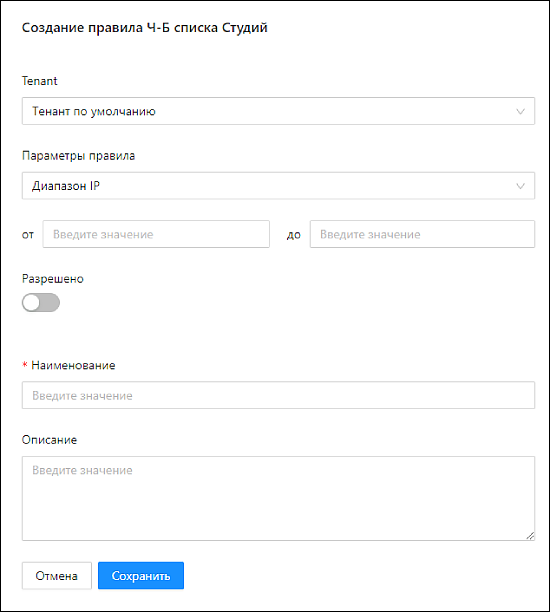 Создание правила Ч-Б списка Студий
Tenant
Тенант по умолчанию
Параметры правила
Диапазон IP
от Введите значение до Введите значение
Разрешено
* Наименование
Введите значение
Описание
Введите значение
Отмена Сохранить